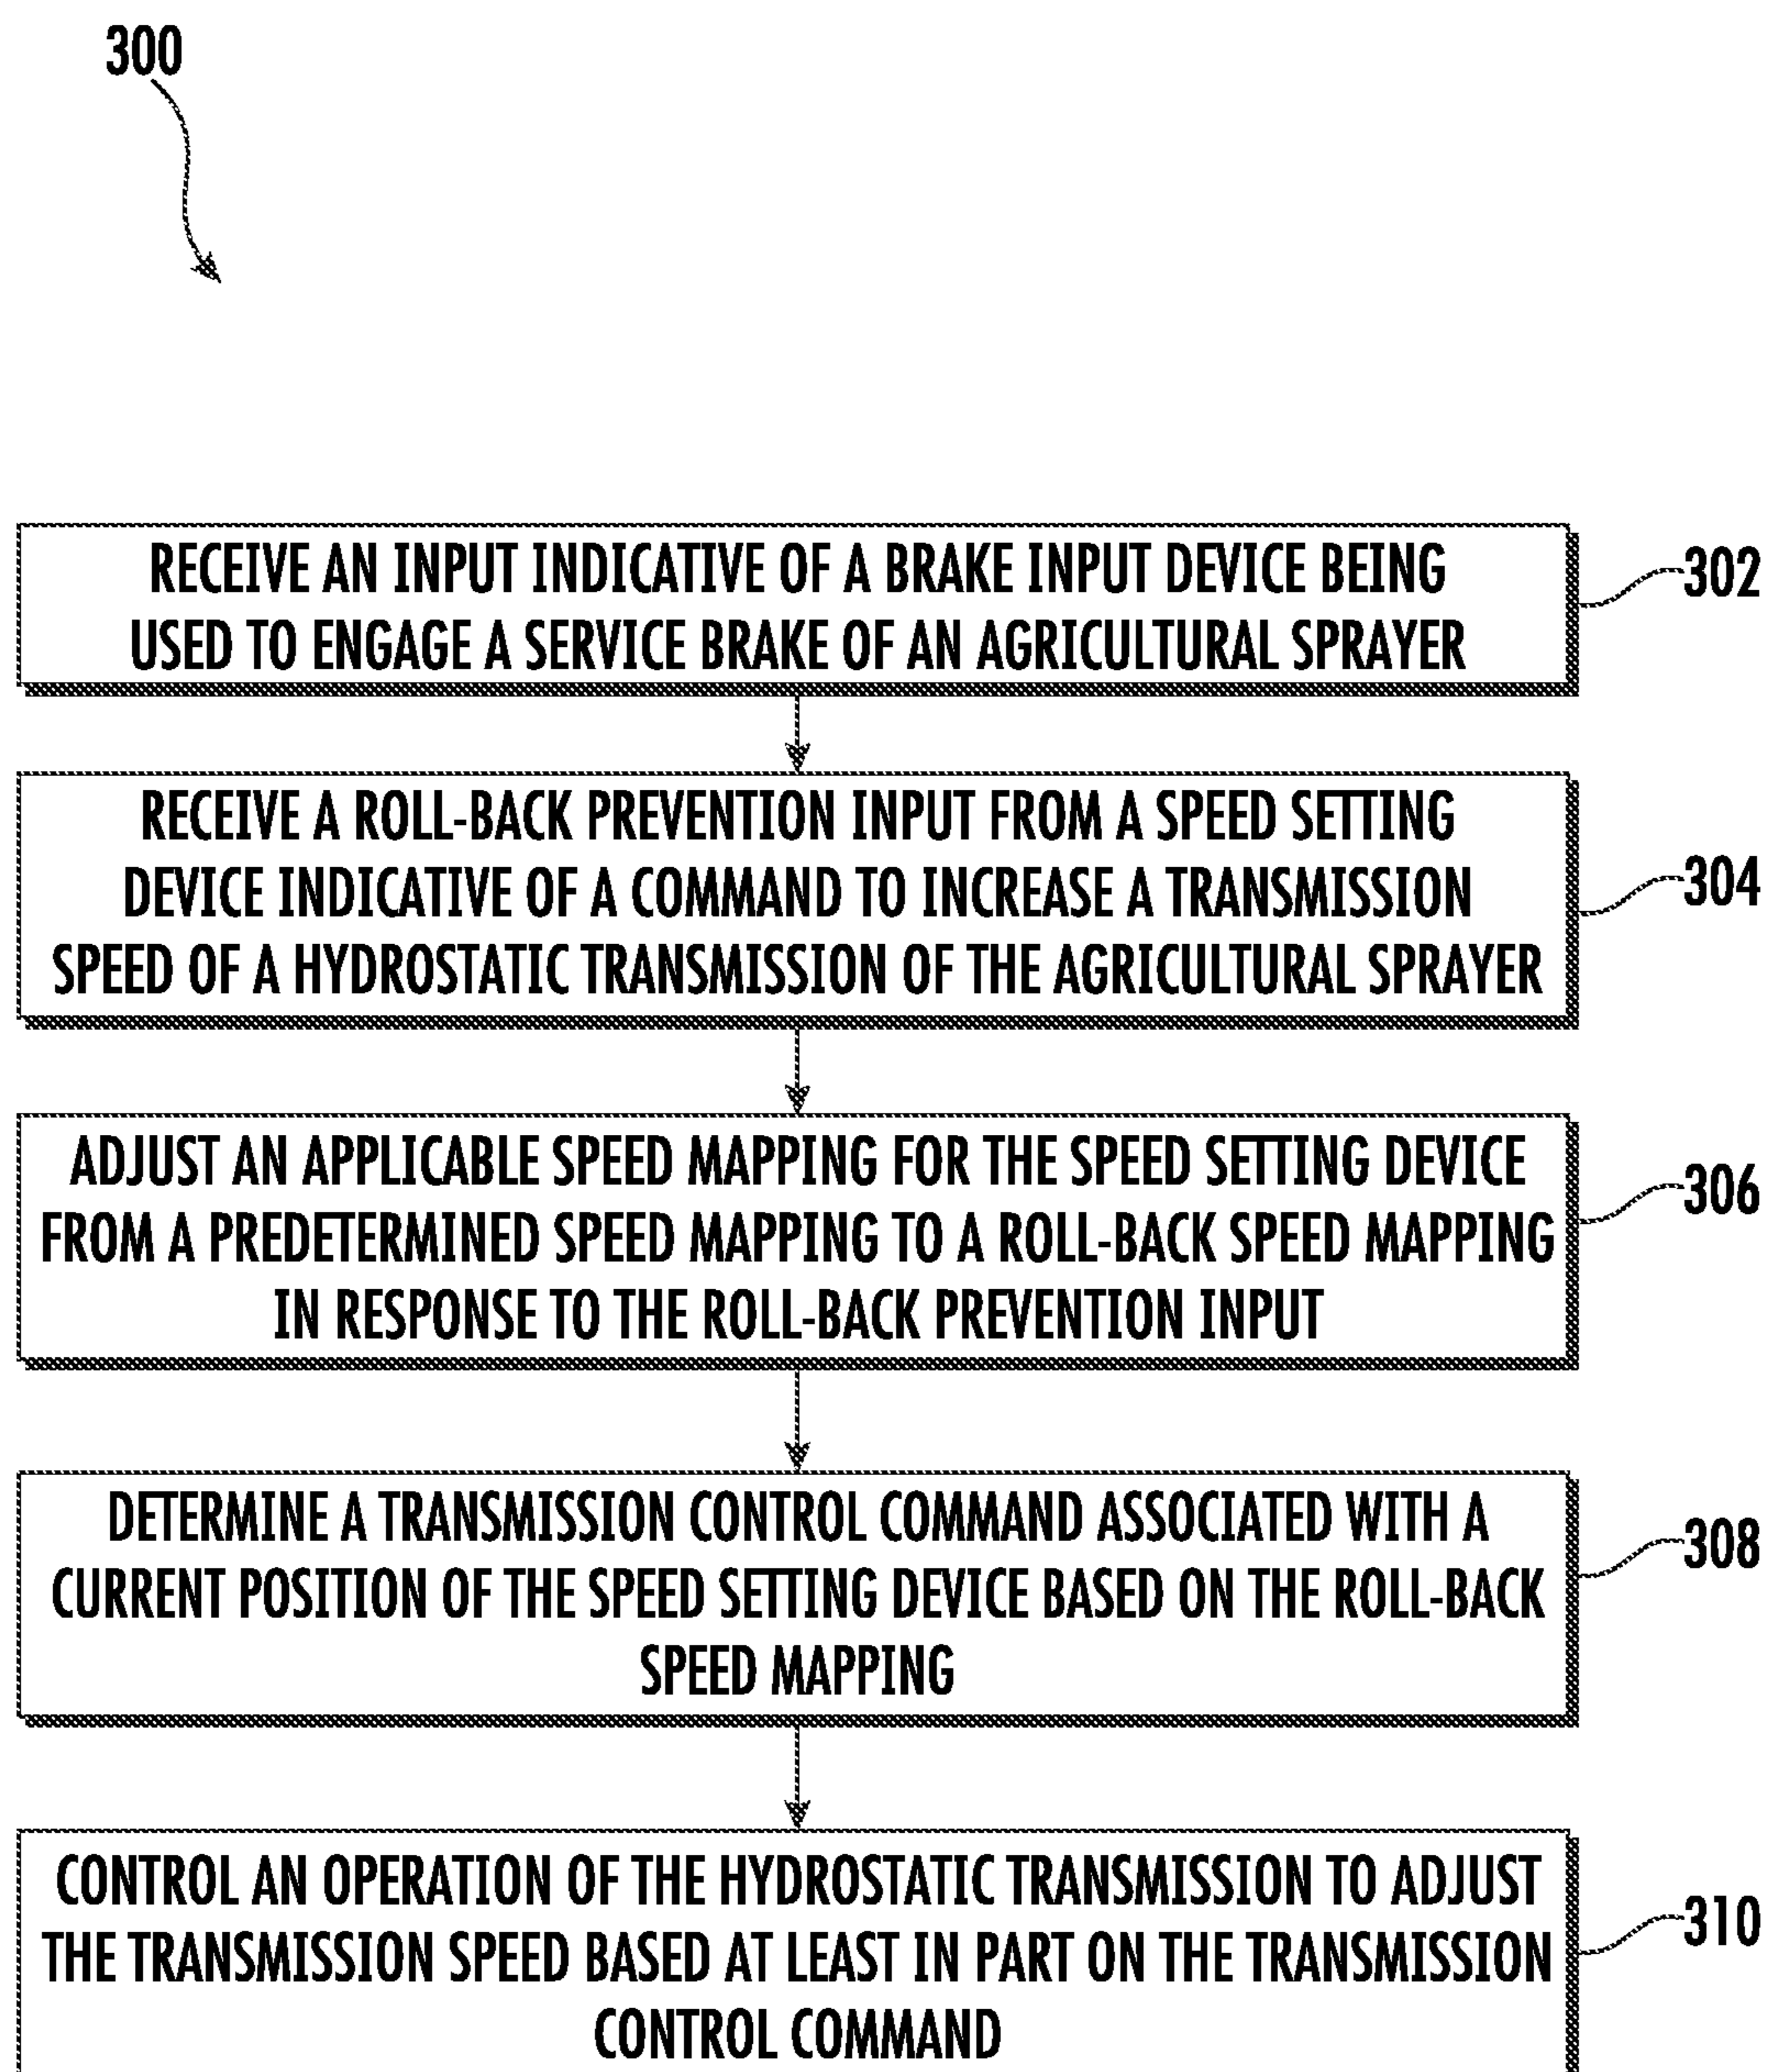 300
RECEIVE AN INPUT INDICATIVE OF A BRAKE INPUT DEVICE BEING
USED TO ENGAGE A SERVICE BRAKE OF AN AGRICULTURAL SPRAYER
302
RECEIVE A ROLL-BACK PREVENTION INPUT FROM A SPEED SETTING
DEVICE INDICATIVE OF A COMMAND TO INCREASE A TRANSMISSION
SPEED OF A HYDROSTATIC TRANSMISSION OF THE AGRICULTURAL SPRAYER
304
ADJUST AN APPLICABLE SPEED MAPPING FOR THE SPEED SETTING DEVICE
FROM A PREDETERMINED SPEED MAPPING TO A ROLL-BACK SPEED MAPPING
IN RESPONSE TO THE ROLL-BACK PREVENTION INPUT
306
DETERMINE A TRANSMISSION CONTROL COMMAND ASSOCIATED WITH A
CURRENT POSITION OF THE SPEED SETTING DEVICE BASED ON THE ROLL-BACK
SPEED MAPPING
308
CONTROL AN OPERATION OF THE HYDROSTATIC TRANSMISSION TO ADJUST
THE TRANSMISSION SPEED BASED AT LEAST IN PART ON THE TRANSMISSION
CONTROL COMMAND
310